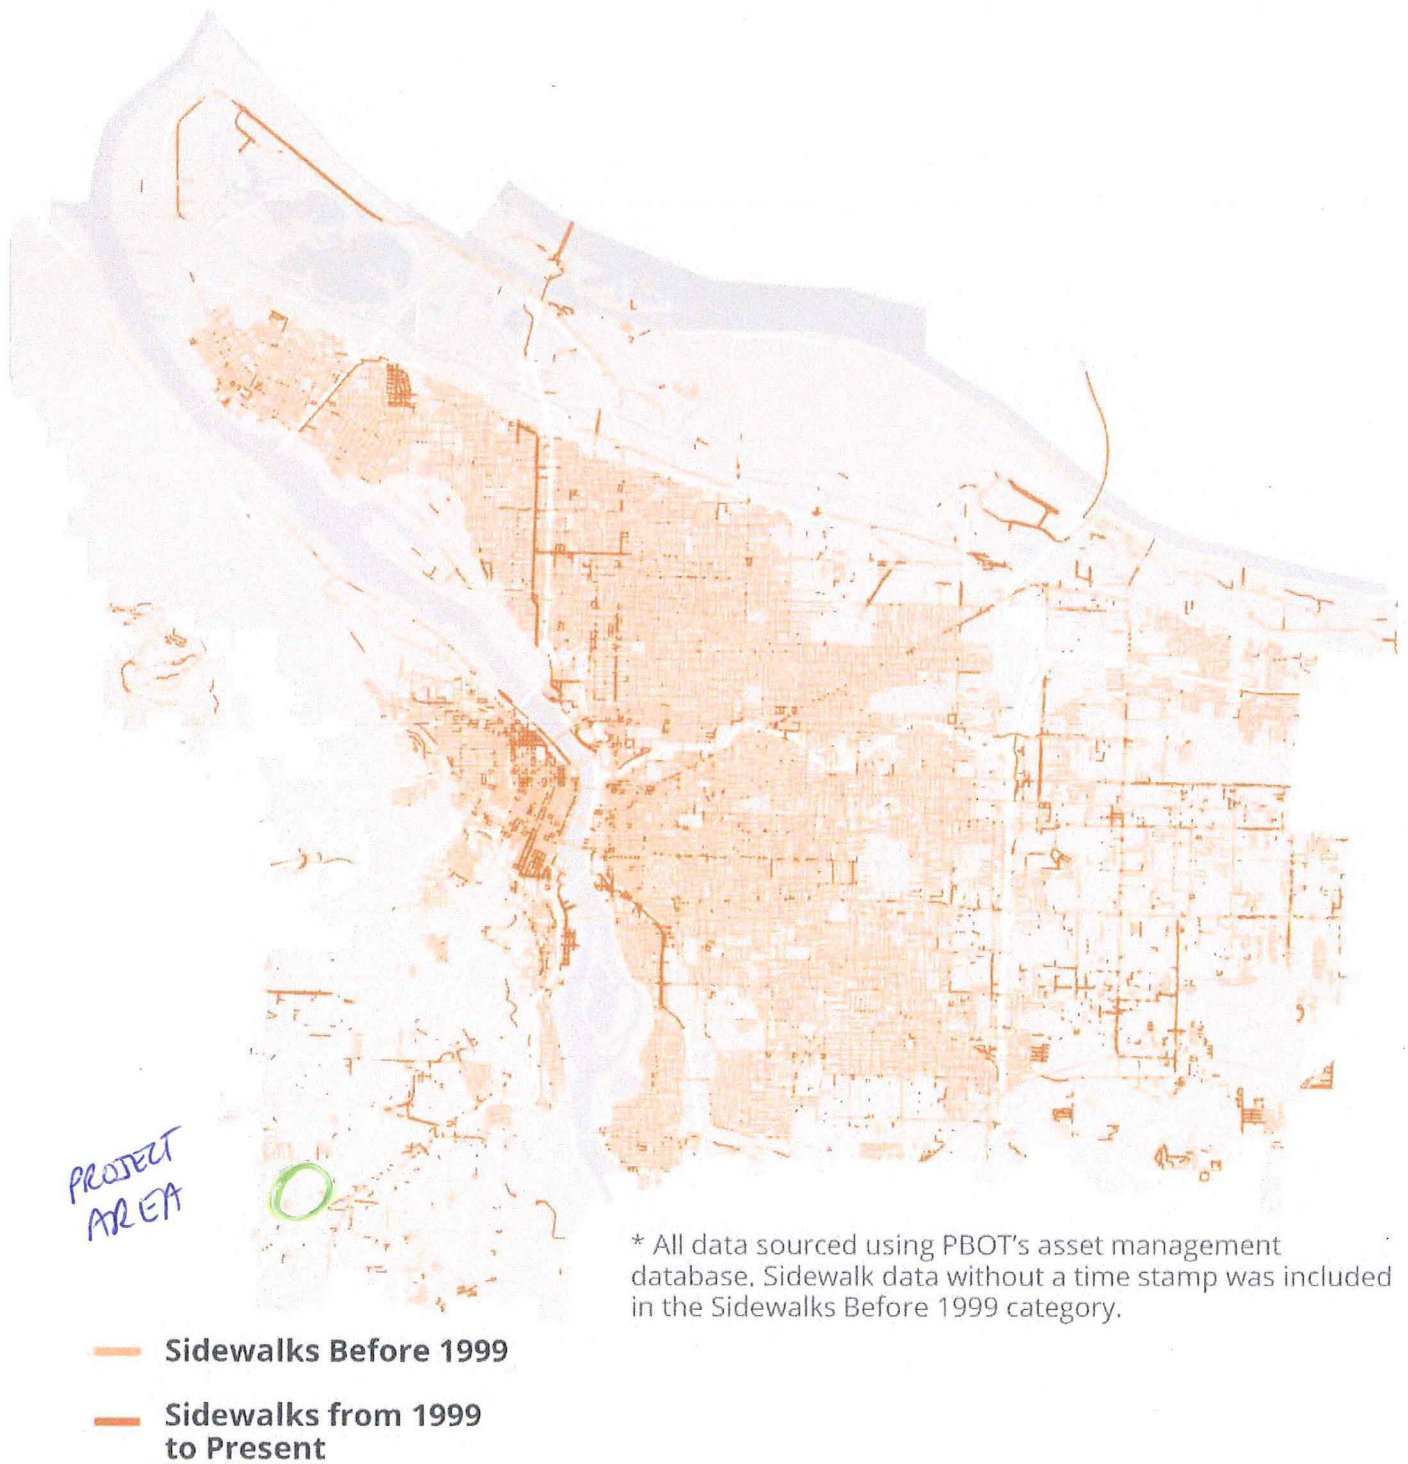 PROJECT
AREA
* All data sourced using PBOT's asset management
database. Sidewalk data without a time stamp was included
in the Sidewalks Before 1999 category.
Sidewalks Before 1999
Sidewalks from 1999
to Present